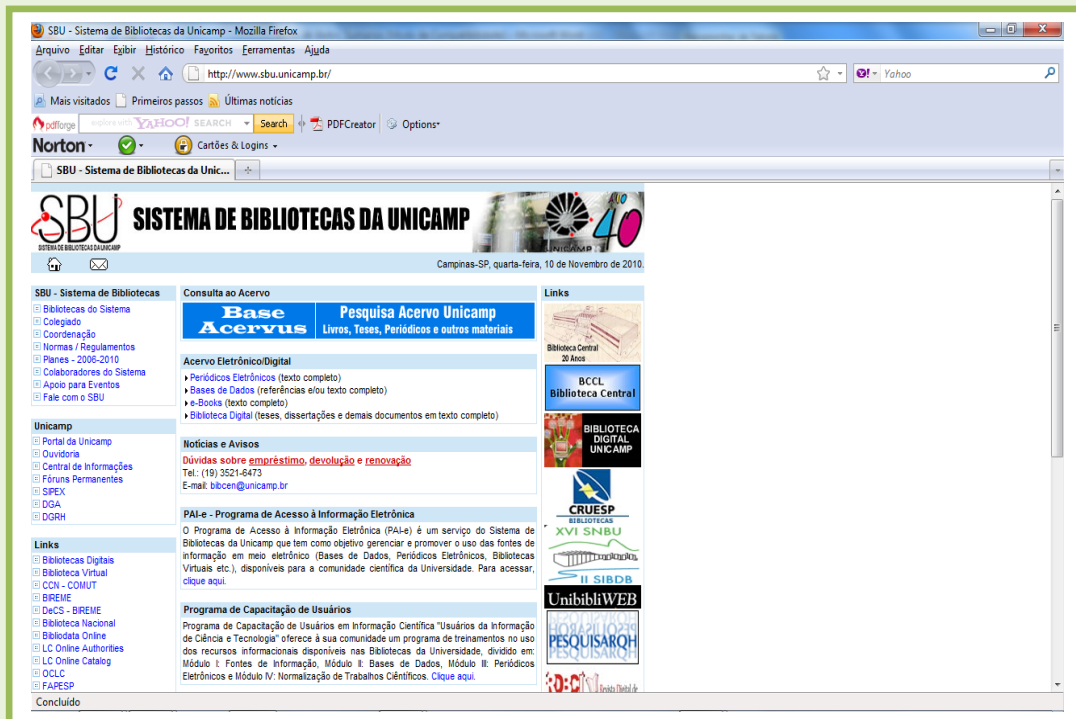 SBU - Sistema de Bibliotecas da Unicamp - Mozilla Firefox
Arquivo Editar Exibir Histórico Favoritos Ferramentas Ajuda
http://www.sbu.unicamp.br/
Yahoo
Mais visitados Primeiros passos Últimas notícias
pdfforge explore with YAHOO! SEARCH Search PDFCreator Options
Norton Cartões & Logins
SBU - Sistema de Bibliotecas da Unic...
SBU
SISTEMA DE BIBLIOTECAS DA UNICAMP
SISTEMA DE BIBLIOTECAS DA UNICAMP
UNICAMP
40
Campinas-SP, quarta-feira, 10 de Novembro de 2010.
SBU - Sistema de Bibliotecas
Bibliotecas do Sistema
Colegiado
Coordenação
Normas / Regulamentos
Planes - 2006-2010
Colaboradores do Sistema
Apoio para Eventos
Fale com o SBU
Unicamp
Portal da Unicamp
Ouvidoria
Central de Informações
Fóruns Permanentes
SIPEX
DGA
DGRH
Links
Bibliotecas Digitais
Biblioteca Virtual
CCN - COMUT
BIREME
DeCS - BIREME
Biblioteca Nacional
Bibliodata Online
LC Online Authorities
LC Online Catalog
OCLC
FAPESP
Consulta ao Acervo
Base Acervus
Pesquisa Acervo Unicamp
Livros, Teses, Periódicos e outros materiais
Acervo Eletrônico/Digital
Periódicos Eletrônicos (texto completo)
Bases de Dados (referências e/ou texto completo)
e-Books (texto completo)
Biblioteca Digital (teses, dissertações e demais documentos em texto completo)
Notícias e Avisos
Dúvidas sobre empréstimo, devolução e renovação
Tel.: (19) 3521-6473
E-mail: bibcen@unicamp.br
PAI-e - Programa de Acesso à Informação Eletrônica
O Programa de Acesso à Informação Eletrônica (PAI-e) é um serviço do Sistema de
Bibliotecas da Unicamp que tem como objetivo gerenciar e promover o uso das fontes de
informação em meio eletrônico (Bases de Dados, Periódicos Eletrônicos, Bibliotecas
Virtuais etc.), disponíveis para a comunidade científica da Universidade. Para acessar,
clique aqui.
Programa de Capacitação de Usuários
Programa de Capacitação de Usuários em Informação Científica "Usuários da Informação
de Ciência e Tecnologia" oferece à sua comunidade um programa de treinamentos no uso
dos recursos informacionais disponíveis nas Bibliotecas da Universidade, dividido em:
Módulo I: Fontes de Informação, Módulo II: Bases de Dados, Módulo III: Periódicos
Eletrônicos e Módulo IV: Normalização de Trabalhos Ciêntíficos. Clique aqui.
Links
Biblioteca Central
20 Anos
BCCL
Biblioteca Central
BIBLIOTECA
DIGITAL
UNICAMP
CRUESP
BIBLIOTECAS
XVI SNBU
II SIBDB
UnibibliWEB
PESQUISARQH
RDBCI Revista Digital de
Concluído